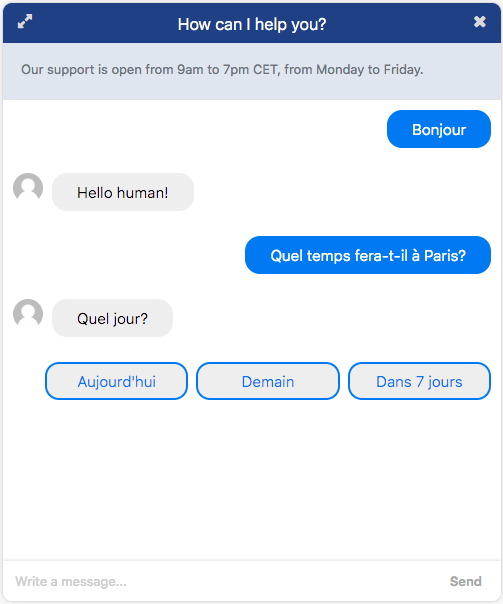 How can I help you?
Our support is open from 9am to 7pm CET, from Monday to Friday.
Bonjour
Hello human!
Quel temps fera-t-il à Paris?
Quel jour?
Aujourd'hui Demain Dans 7 jours
Write a message... Send